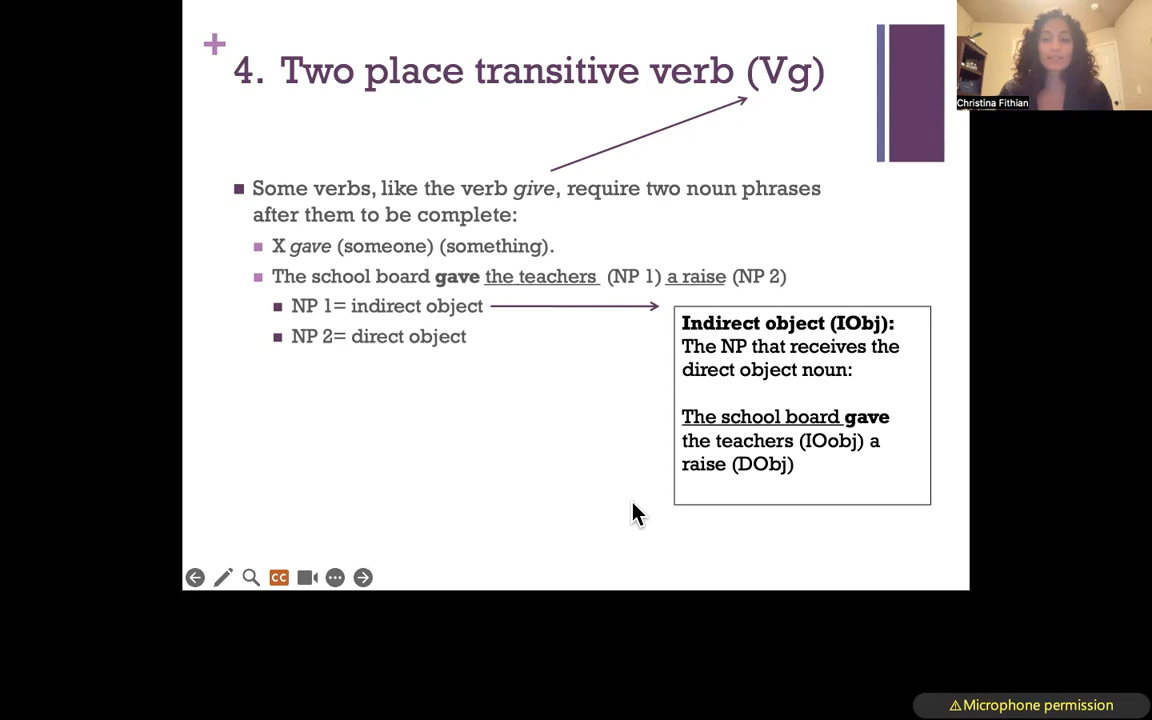 +
4. Two place transitive verb (Vg)
Christina Fithian
■ Some verbs, like the verb give, require two noun phrases
after them to be complete:
■ X gave (someone) (something).
■ The school board gave the teachers (NP 1) a raise (NP 2)
■ NP 1= indirect object
■ NP 2= direct object
Indirect object (IObj):
The NP that receives the
direct object noun:
The school board gave
the teachers (IOobj) a
raise (DObj)
CC
⚠Microphone permission